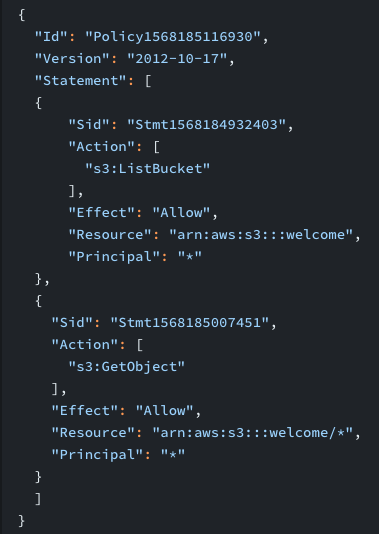 {
  "Id": "Policy1568185116930",
  "Version": "2012-10-17",
  "Statement": [
  {
      "Sid": "Stmt1568184932403",
      "Action": [
        "s3:ListBucket"
      ],
      "Effect": "Allow",
      "Resource": "arn:aws:s3:::welcome",
      "Principal": "*"
  },
  {
    "Sid": "Stmt1568185007451",
    "Action": [
      "s3:GetObject"
    ],
    "Effect": "Allow",
    "Resource": "arn:aws:s3:::welcome/*",
    "Principal": "*"
  }
  ]
}